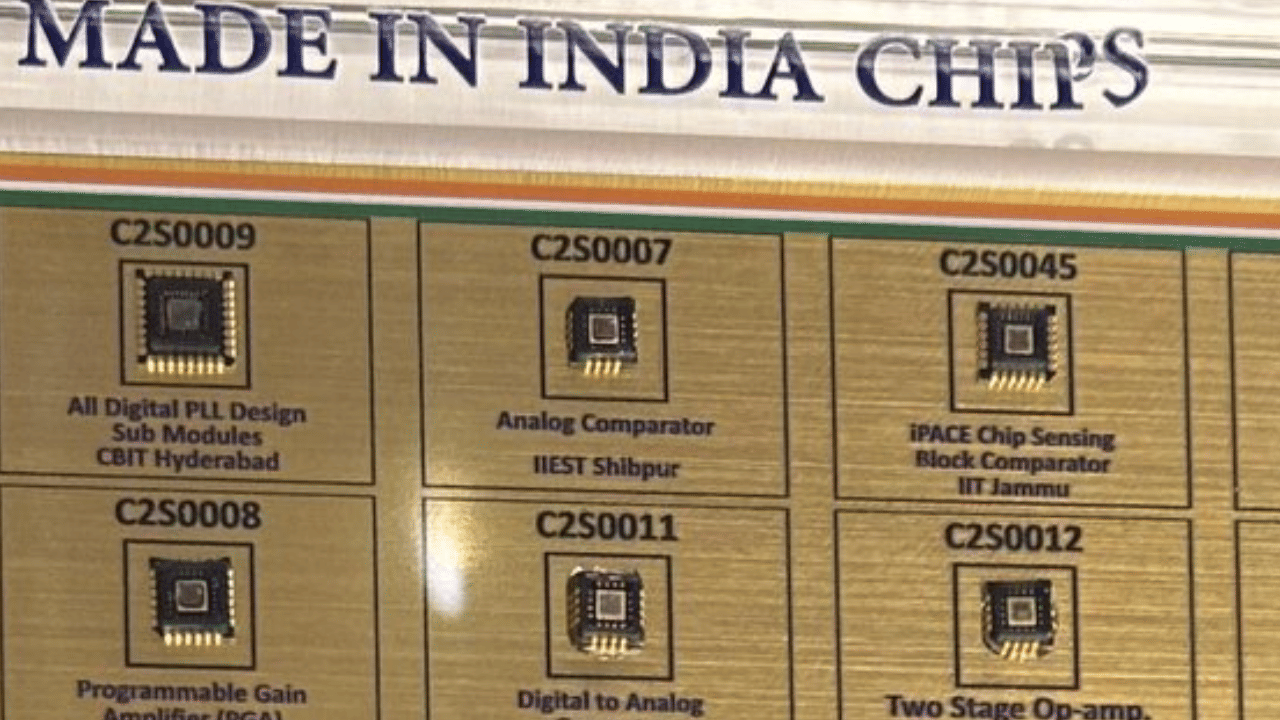 MADE IN INDIA CHIPS
C2S0009
All Digital PLL Design
Sub Modules
CBIT Hyderabad
C2S0007
Analog Comparator
IIEST Shibpur
C2S0045
iPACE Chip Sensing
Block Comparator
IIT Jammu
C2S0008
Programmable Gain
Amplifier (PGA)
C2S0011
Digital to Analog
C2S0012
Two Stage Op-amp.